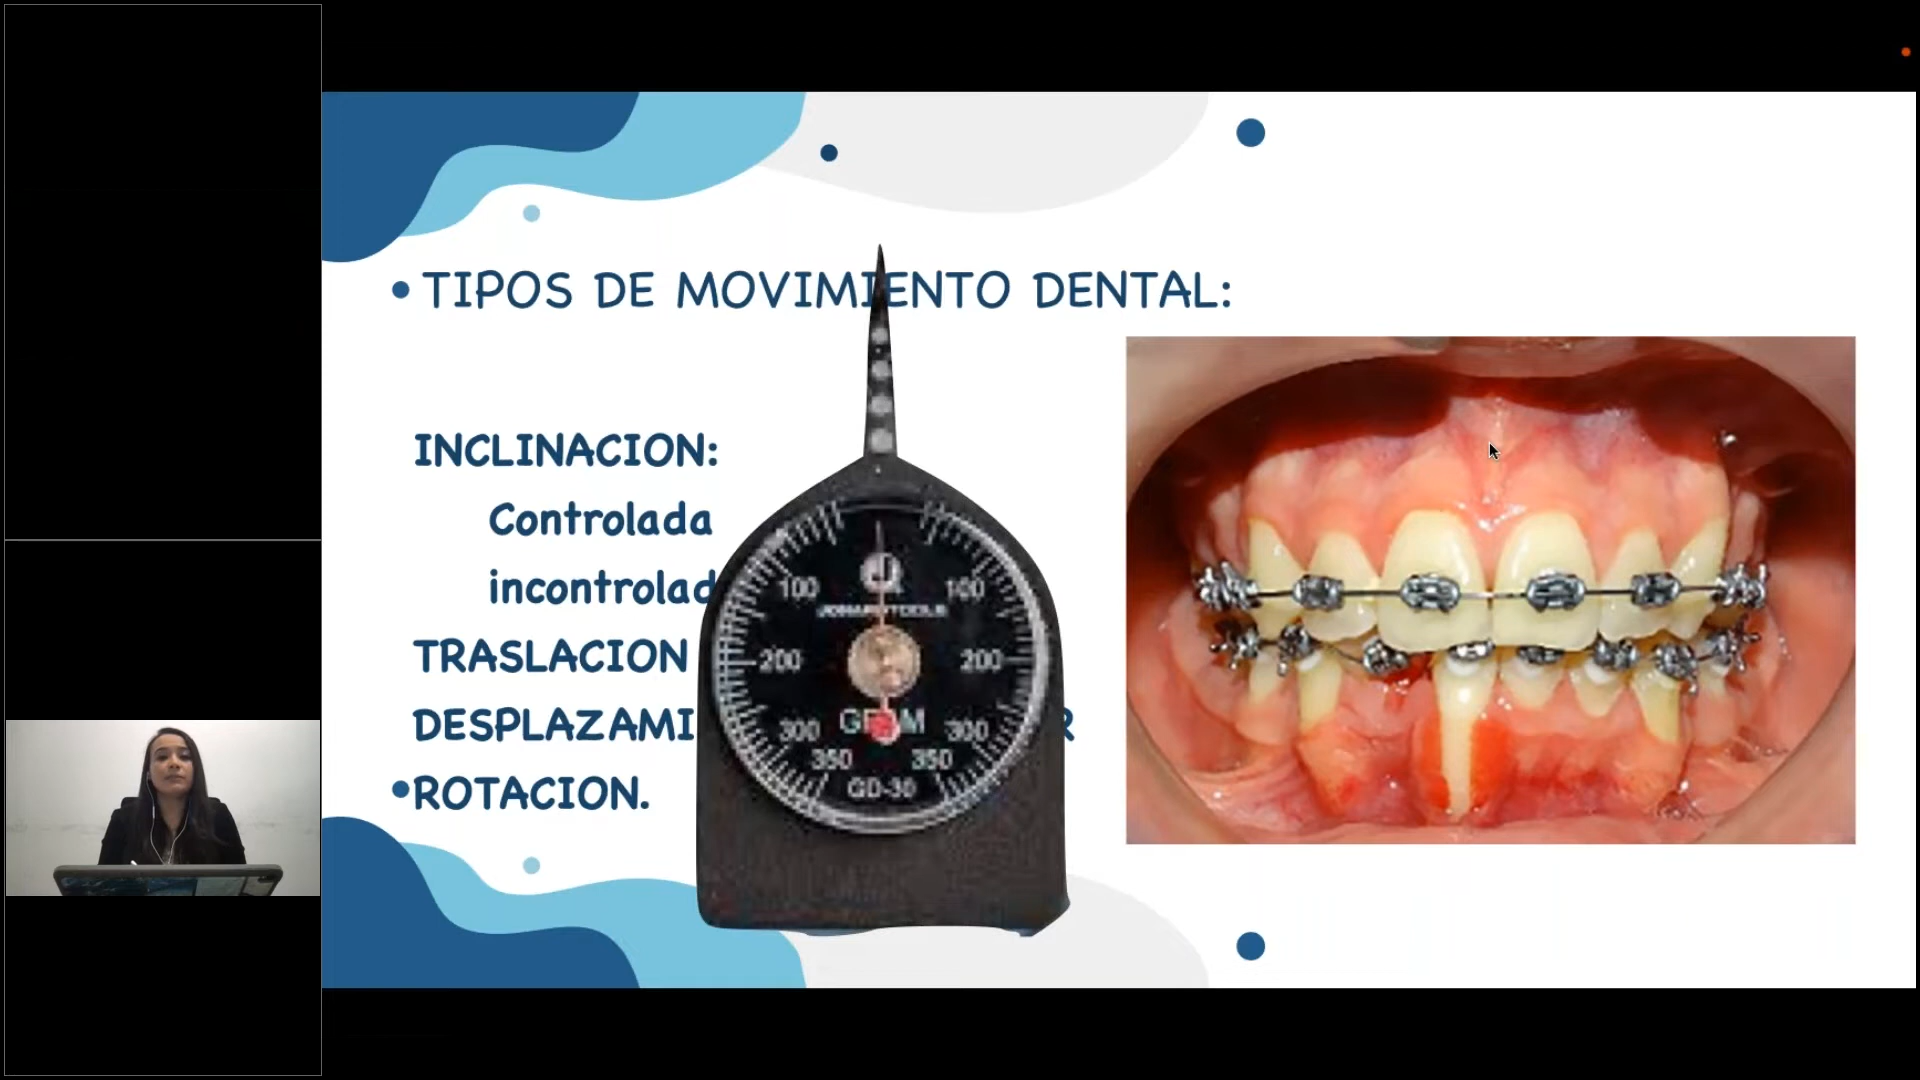 • TIPOS DE MOVIMIENTO DENTAL:
INCLINACION:
Controlada
incontrolad
TRASLACION
DESPLAZAMI R
• ROTACION.
100 100
200 200
300 GRAM 300
350 350
GD-30